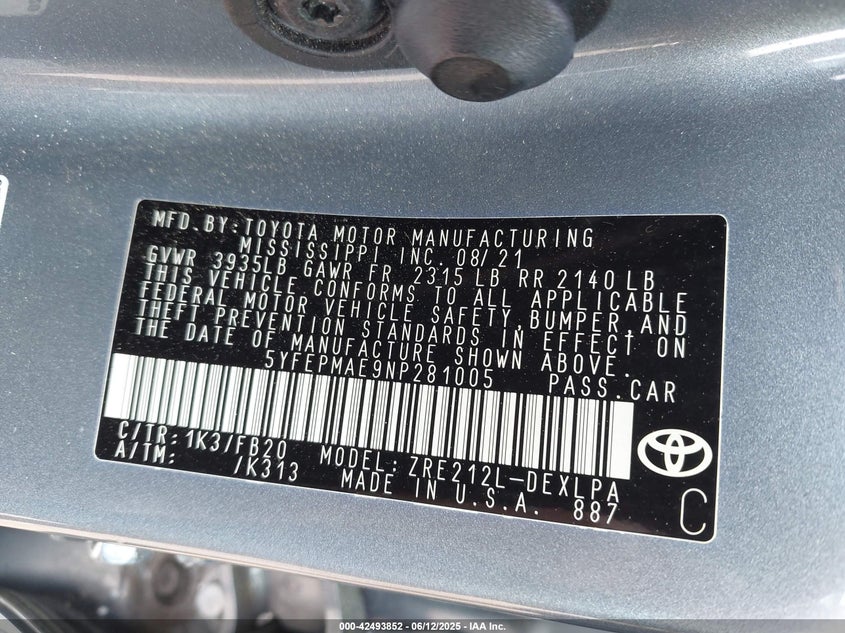 MFD. BY: TOYOTA MOTOR MANUFACTURING
MISSISSIPPI INC. 08/21
GVWR 3935LB GAWR FR 2315 LB RR 2140 LB
THIS VEHICLE CONFORMS TO ALL APPLICABLE
FEDERAL MOTOR VEHICLE SAFETY, BUMPER, AND
THEFT PREVENTION STANDARDS IN EFFECT ON
THE DATE OF MANUFACTURE SHOWN ABOVE.
5YFEPMAE9NP281005 PASS. CAR
C/TR: 1K3/FB20 MODEL: ZRE212L-DEXLPA
A/TM: /K313 MADE IN U.S.A. 887
C
000-42493852 - 06/12/2025 - IAA Inc.